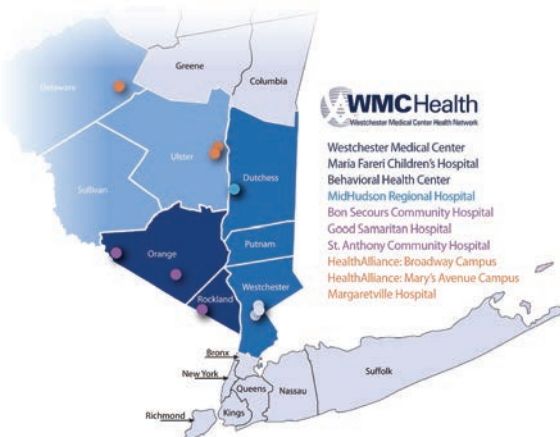 Greene
Columbia
Delaware
Ulster
Sullivan
Dutchess
Orange
Putnam
Rockland
Westchester
WMCHealth
Westchester Medical Center Health Network
Westchester Medical Center
Maria Fareri Children's Hospital
Behavioral Health Center
MidHudson Regional Hospital
Bon Secours Community Hospital
Good Samaritan Hospital
St. Anthony Community Hospital
HealthAlliance: Broadway Campus
HealthAlliance: Mary's Avenue Campus
Margaretville Hospital
Bronx
New York
Queens
Nassau
Suffolk
Richmond
Kings